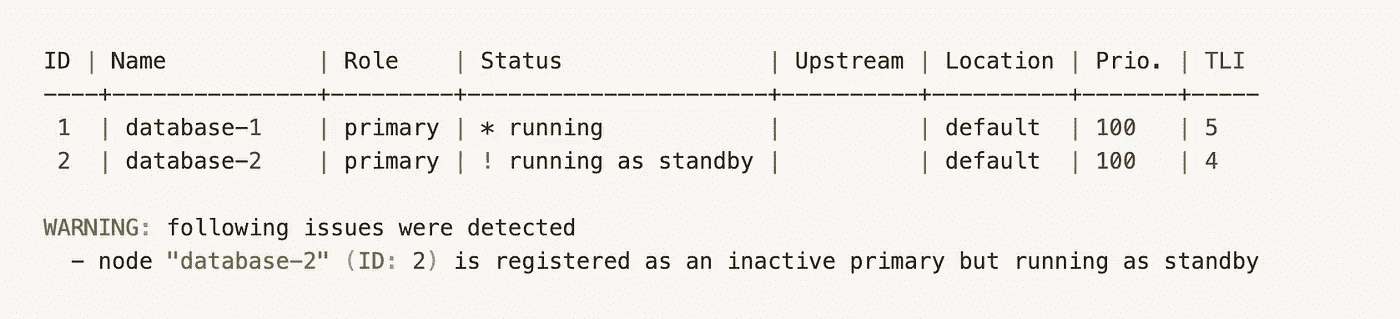 ID | Name | Role | Status | Upstream | Location | Prio. | TLI
----+---------------+---------+----------------------+----------+----------+-------+-----
1 | database-1 | primary | * running | | default | 100 | 5
2 | database-2 | primary | ! running as standby | | default | 100 | 4
WARNING: following issues were detected
- node "database-2" (ID: 2) is registered as an inactive primary but running as standby